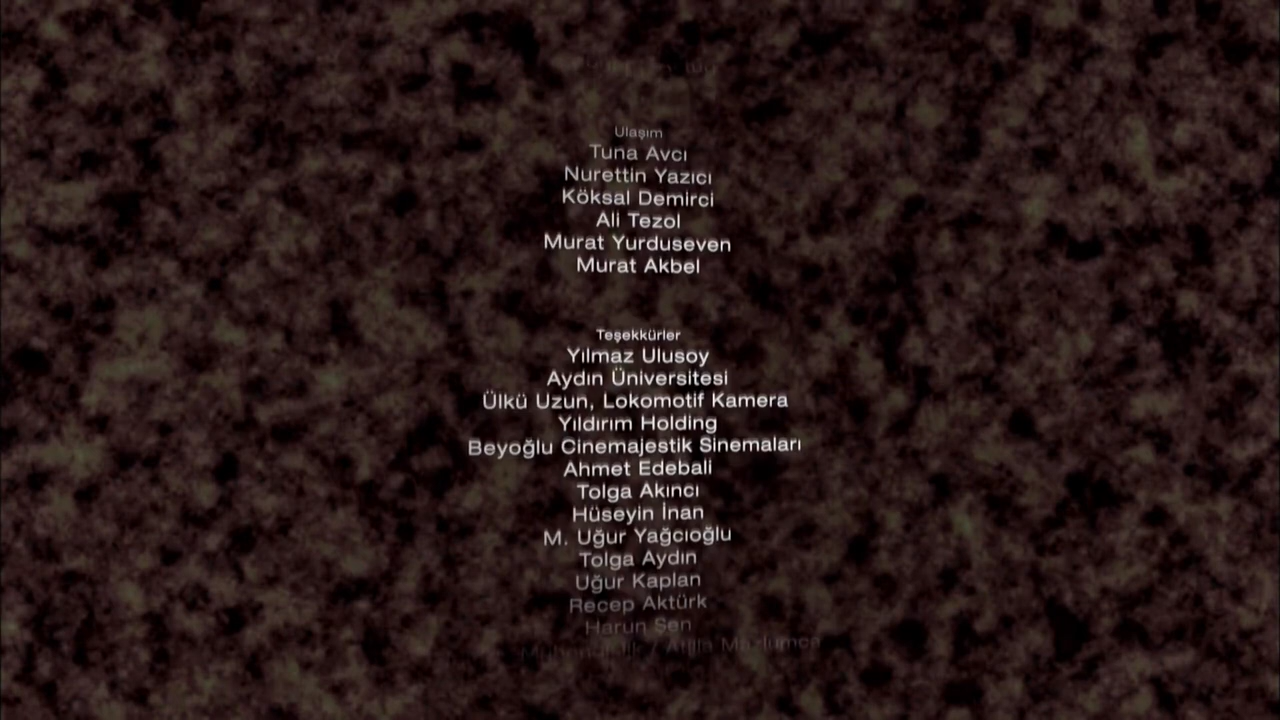 Ulaşım
Tuna Avcı
Nurettin Yazıcı
Köksal Demirci
Ali Tezol
Murat Yurduseven
Murat Akbel
Teşekkürler
Yılmaz Ulusoy
Aydın Üniversitesi
Ülkü Uzun, Lokomotif Kamera
Yıldırım Holding
Beyoğlu Cinemajestik Sinemaları
Ahmet Edebali
Tolga Akıncı
Hüseyin İnan
M. Uğur Yağcıoğlu
Tolga Aydın
Uğur Kaplan
Recep Aktürk
Harun Şen